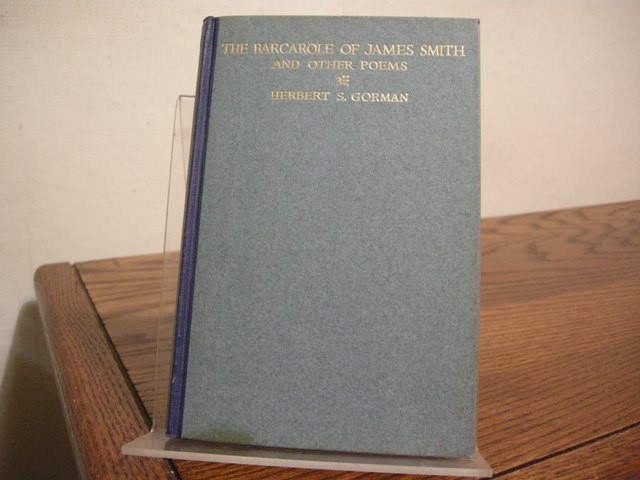 THE BARCAROLE OF JAMES SMITH
AND OTHER POEMS
HERBERT S. GORMAN